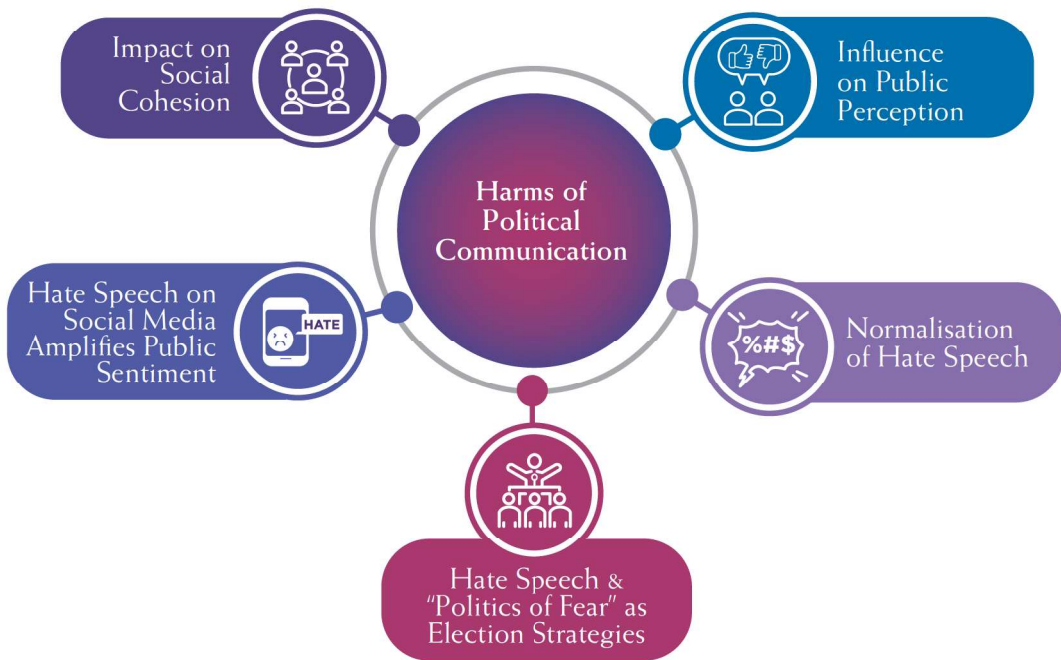 Impact on
Social
Cohesion
Influence
on Public
Perception
Harms of
Political
Communication
Hate Speech on
Social Media
Amplifies Public
Sentiment
HATE
%#$
Normalisation
of Hate Speech
Hate Speech &
“Politics of Fear” as
Election Strategies